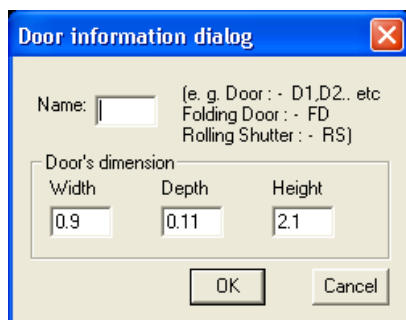 Door information dialog
Name:
(e. g. Door : - D1,D2.. etc
Folding Door : - FD
Rolling Shutter : - RS)
Door's dimension
Width Depth Height
0.9 0.11 2.1
OK Cancel